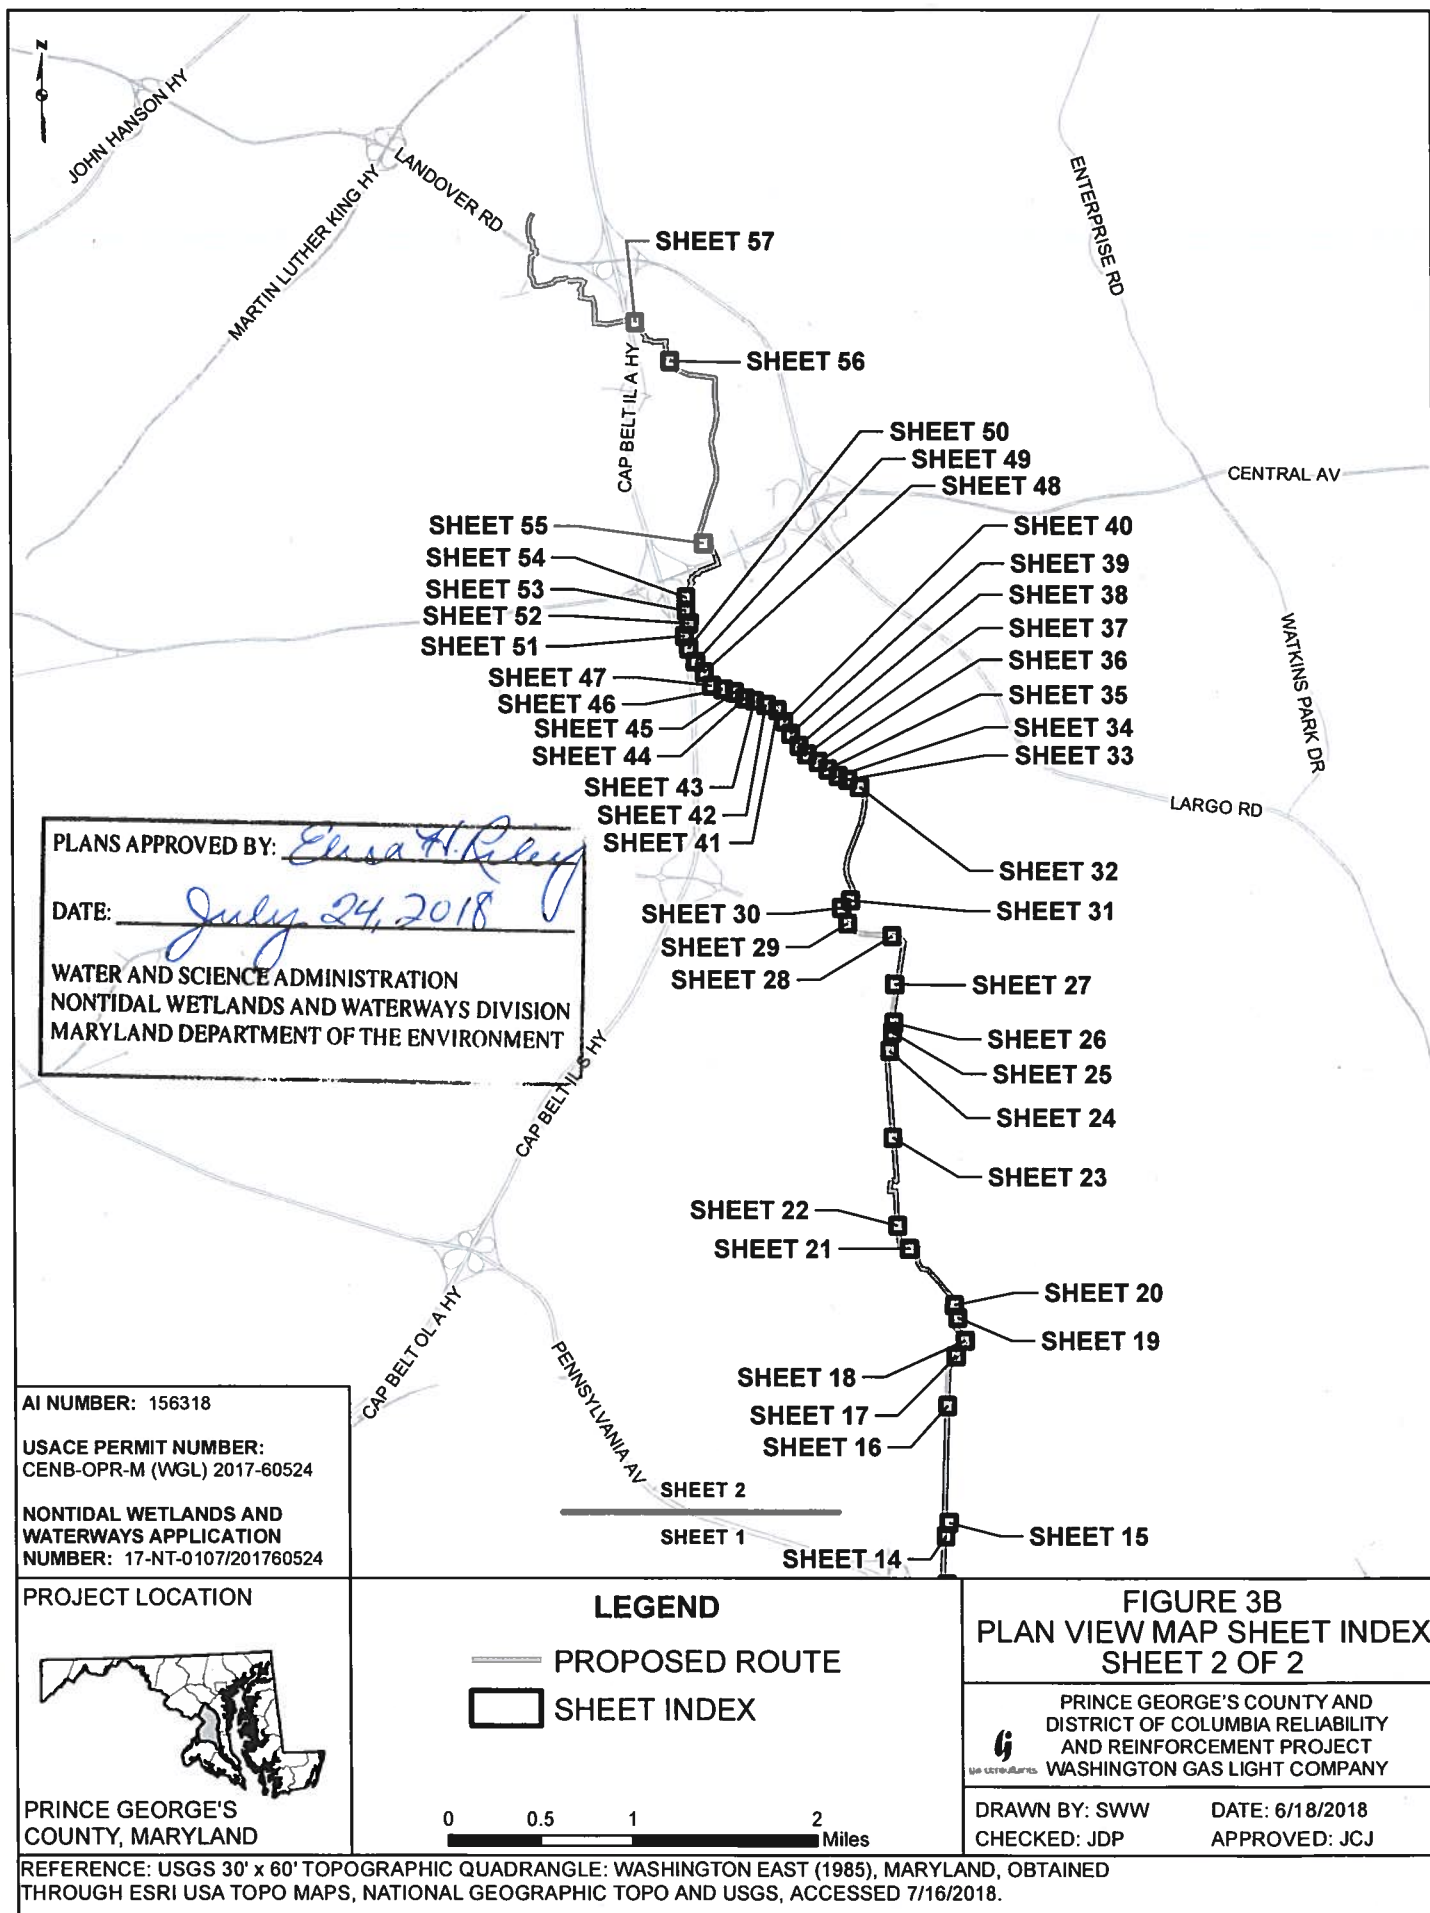 N
JOHN HANSON HY
MARTIN LUTHER KING HY
LANDOVER RD
ENTERPRISE RD
SHEET 57
SHEET 56
CAP BELT IL A HY
SHEET 50
SHEET 49
SHEET 48
CENTRAL AV
SHEET 55
SHEET 54
SHEET 53
SHEET 52
SHEET 51
SHEET 40
SHEET 39
SHEET 38
SHEET 37
SHEET 36
SHEET 35
SHEET 34
SHEET 33
WATKINS PARK DR
SHEET 47
SHEET 46
SHEET 45
SHEET 44
SHEET 43
SHEET 42
SHEET 41
LARGO RD
PLANS APPROVED BY: Elisa H. Riley
DATE: July 24, 2018
WATER AND SCIENCE ADMINISTRATION
NONTIDAL WETLANDS AND WATERWAYS DIVISION
MARYLAND DEPARTMENT OF THE ENVIRONMENT
SHEET 32
SHEET 31
SHEET 30
SHEET 29
SHEET 28
SHEET 27
SHEET 26
SHEET 25
SHEET 24
CAP BELT IL S HY
SHEET 23
SHEET 22
SHEET 21
SHEET 20
SHEET 19
SHEET 18
SHEET 17
SHEET 16
CAP BELT OL A HY
PENNSYLVANIA AV
SHEET 2
SHEET 1
SHEET 15
SHEET 14
AI NUMBER: 156318
USACE PERMIT NUMBER:
CENB-OPR-M (WGL) 2017-60524
NONTIDAL WETLANDS AND
WATERWAYS APPLICATION
NUMBER: 17-NT-0107/201760524
PROJECT LOCATION
PRINCE GEORGE'S
COUNTY, MARYLAND
LEGEND
PROPOSED ROUTE
SHEET INDEX
0 0.5 1 2
Miles
FIGURE 3B
PLAN VIEW MAP SHEET INDEX
SHEET 2 OF 2
PRINCE GEORGE'S COUNTY AND
DISTRICT OF COLUMBIA RELIABILITY
AND REINFORCEMENT PROJECT
WASHINGTON GAS LIGHT COMPANY
DRAWN BY: SWW DATE: 6/18/2018
CHECKED: JDP APPROVED: JCJ
REFERENCE: USGS 30' x 60' TOPOGRAPHIC QUADRANGLE: WASHINGTON EAST (1985), MARYLAND, OBTAINED
THROUGH ESRI USA TOPO MAPS, NATIONAL GEOGRAPHIC TOPO AND USGS, ACCESSED 7/16/2018.